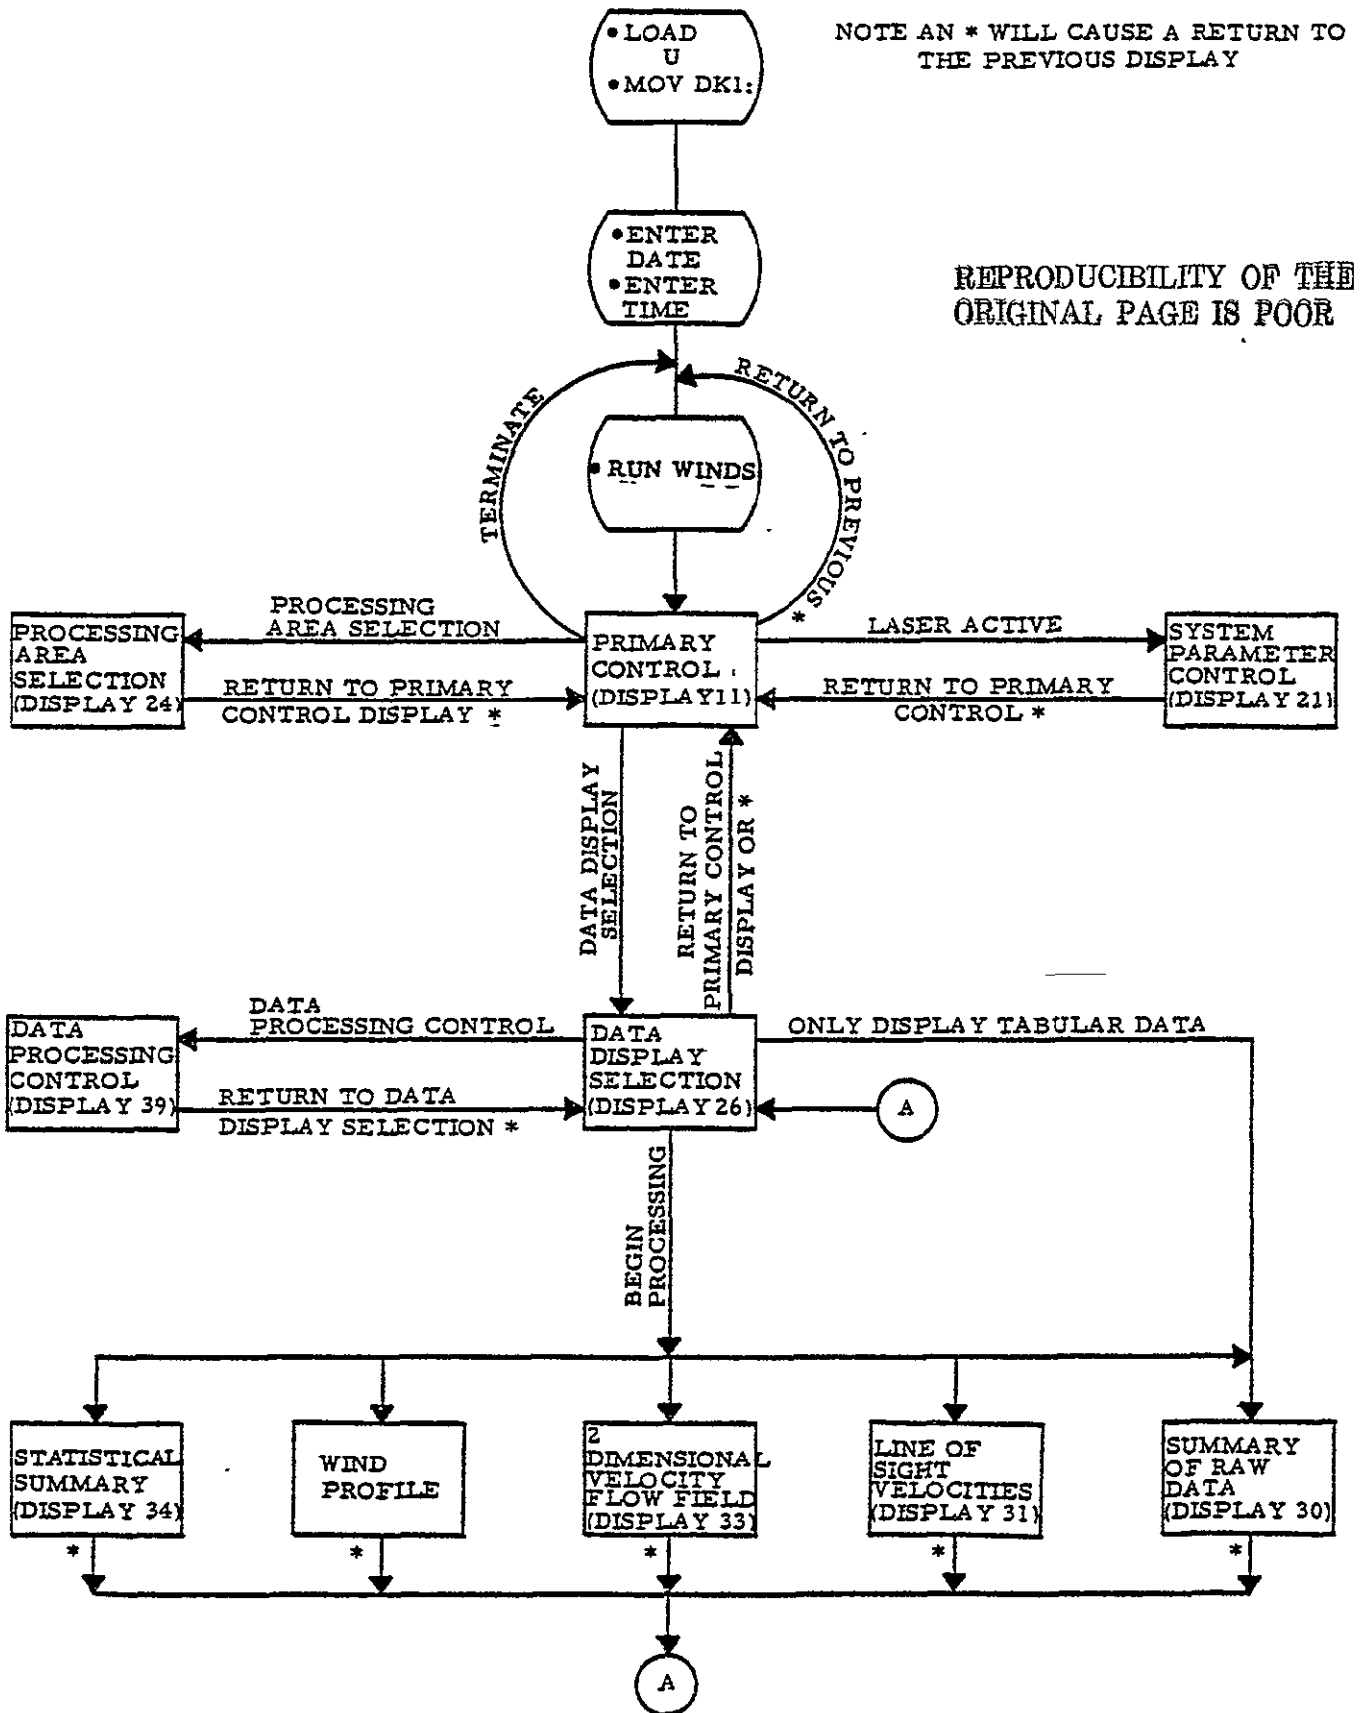 • LOAD
U
• MOV DK1:
NOTE AN * WILL CAUSE A RETURN TO
THE PREVIOUS DISPLAY
• ENTER
DATE
• ENTER
TIME
REPRODUCIBILITY OF THE
ORIGINAL PAGE IS POOR
TERMINATE
RETURN TO PREVIOUS *
• RUN WINDS
PROCESSING
AREA SELECTION
PROCESSING
AREA
SELECTION
(DISPLAY 24)
RETURN TO PRIMARY
CONTROL DISPLAY *
PRIMARY
CONTROL
(DISPLAY 11)
LASER ACTIVE
RETURN TO PRIMARY
CONTROL *
SYSTEM
PARAMETER
CONTROL
(DISPLAY 21)
DATA DISPLAY
SELECTION
RETURN TO
PRIMARY CONTROL
DISPLAY OR *
DATA
PROCESSING CONTROL
DATA
PROCESSING
CONTROL
(DISPLAY 39)
RETURN TO DATA
DISPLAY SELECTION *
DATA
DISPLAY
SELECTION
(DISPLAY 26)
ONLY DISPLAY TABULAR DATA
A
BEGIN
PROCESSING
STATISTICAL
SUMMARY
(DISPLAY 34)
WIND
PROFILE
2
DIMENSIONAL
VELOCITY
FLOW FIELD
(DISPLAY 33)
LINE OF
SIGHT
VELOCITIES
(DISPLAY 31)
SUMMARY
OF RAW
DATA
(DISPLAY 30)
*
*
*
*
*
A